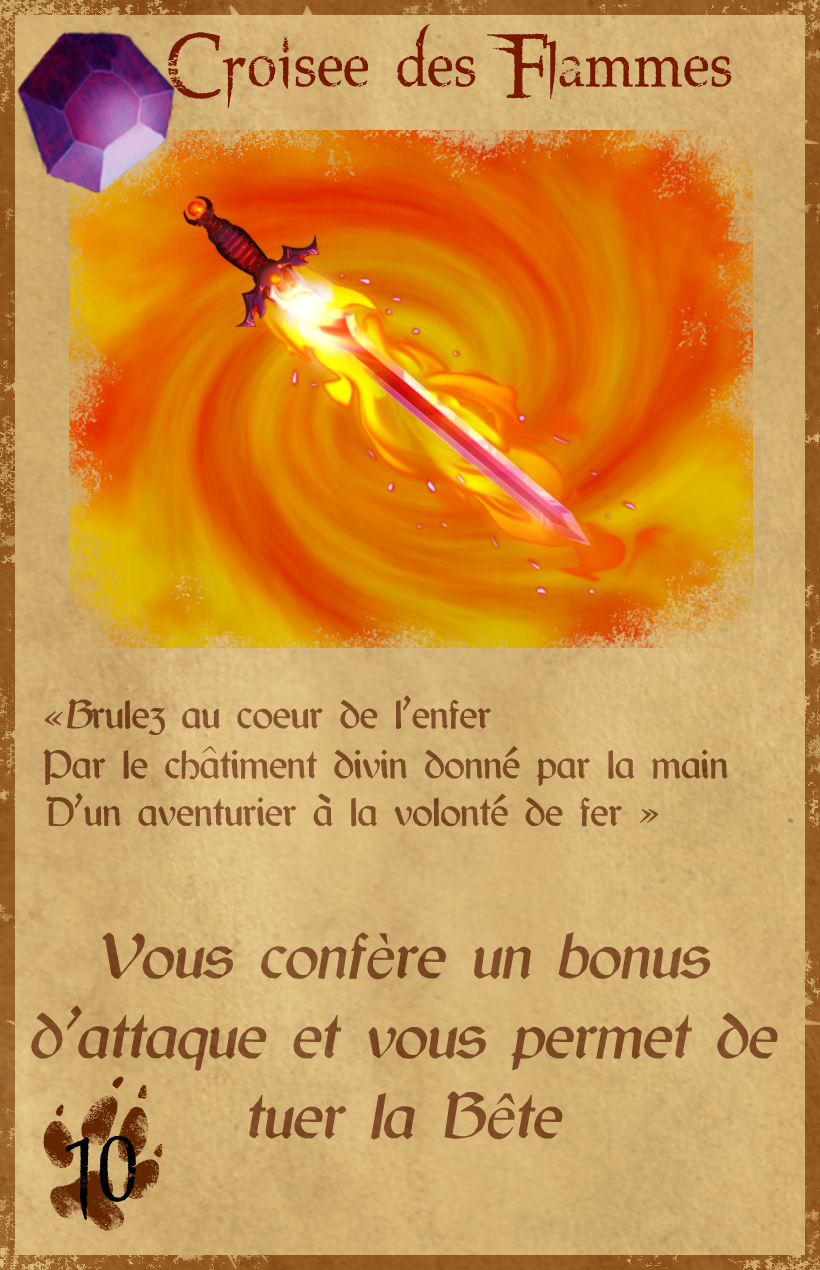 Croisee des Flammes
«Brulez au coeur de l'enfer
Par le châtiment divin donné par la main
D'un aventurier à la volonté de fer »
Vous confère un bonus
d'attaque et vous permet de
tuer la Bête
10